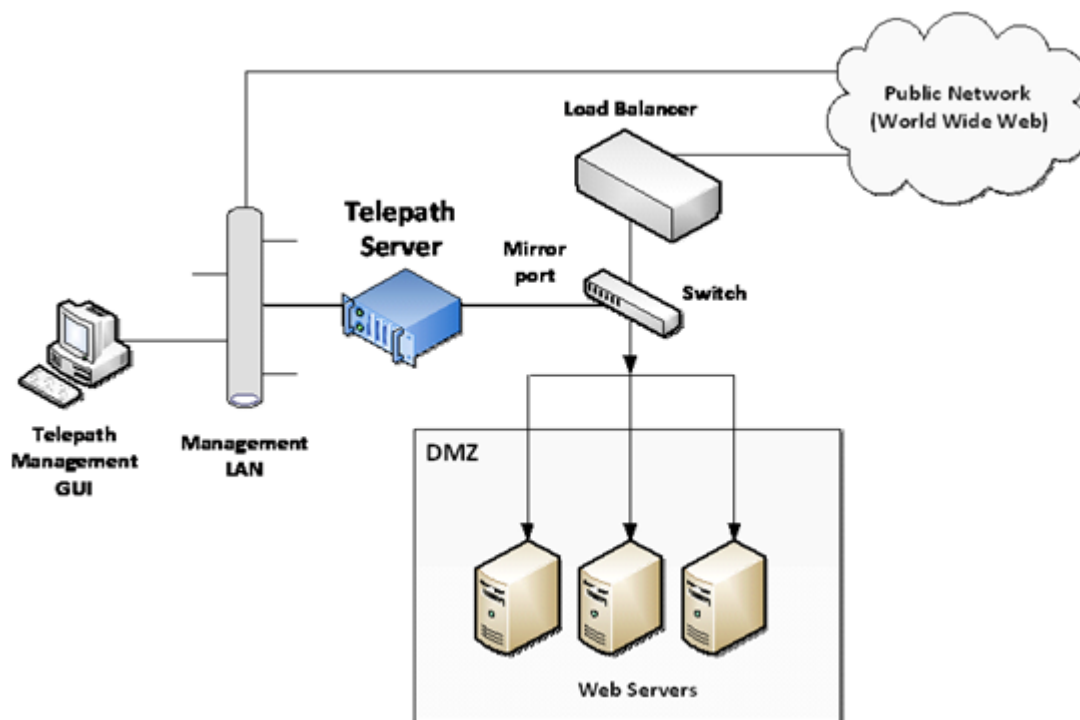 Public Network
(World Wide Web)
Load Balancer
Telepath
Server
Mirror
port
Switch
Telepath
Management
GUI
Management
LAN
DMZ
Web Servers